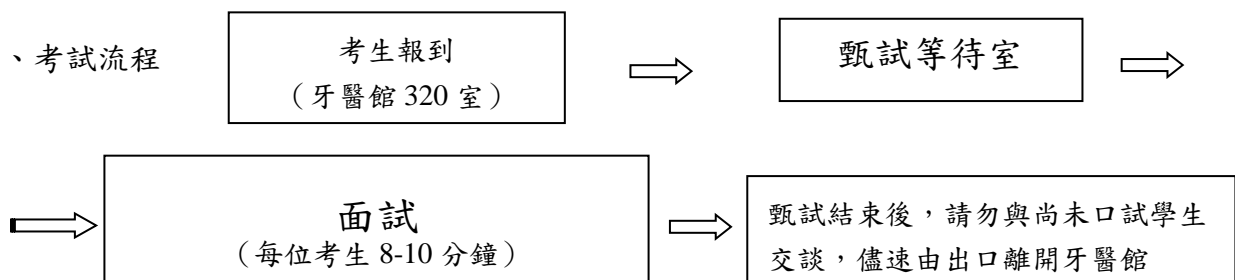 、考試流程
考生報到
（牙醫館 320 室）
甄試等待室
面試
（每位考生 8-10 分鐘）
甄試結束後，請勿與尚未口試學生
交談，儘速由出口離開牙醫館